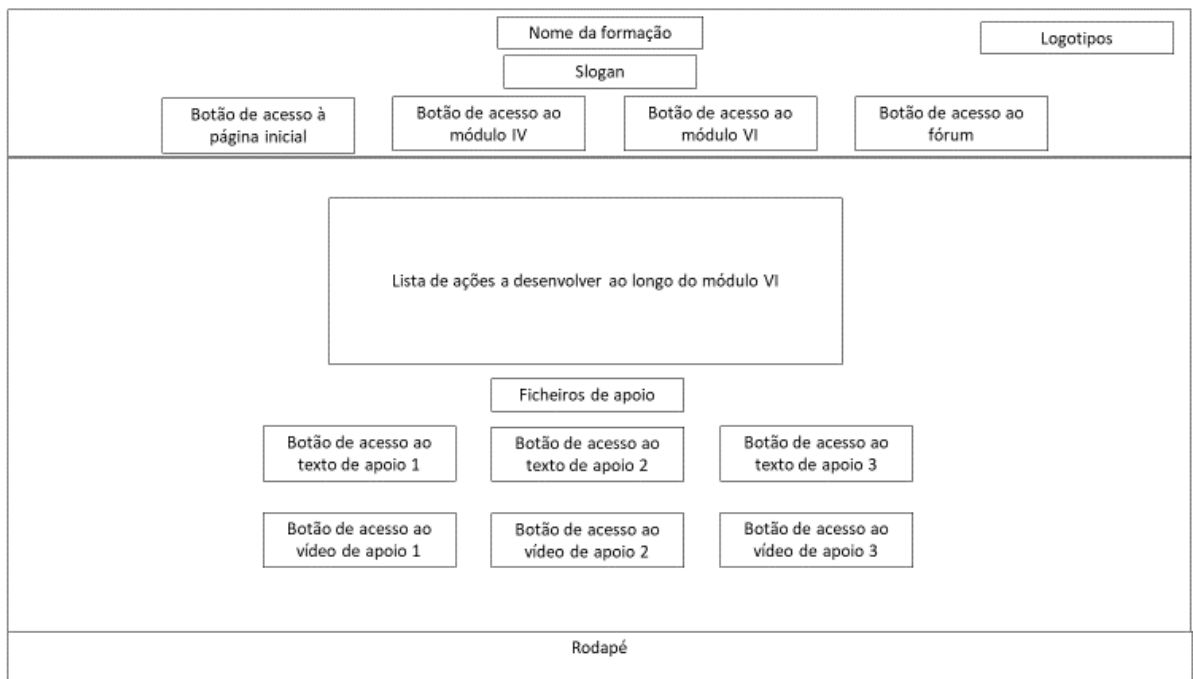 Nome da formação
Logotipos
Slogan
Botão de acesso à
página inicial
Botão de acesso ao
módulo IV
Botão de acesso ao
módulo VI
Botão de acesso ao
fórum
Lista de ações a desenvolver ao longo do módulo VI
Ficheiros de apoio
Botão de acesso ao
texto de apoio 1
Botão de acesso ao
texto de apoio 2
Botão de acesso ao
texto de apoio 3
Botão de acesso ao
vídeo de apoio 1
Botão de acesso ao
vídeo de apoio 2
Botão de acesso ao
vídeo de apoio 3
Rodapé